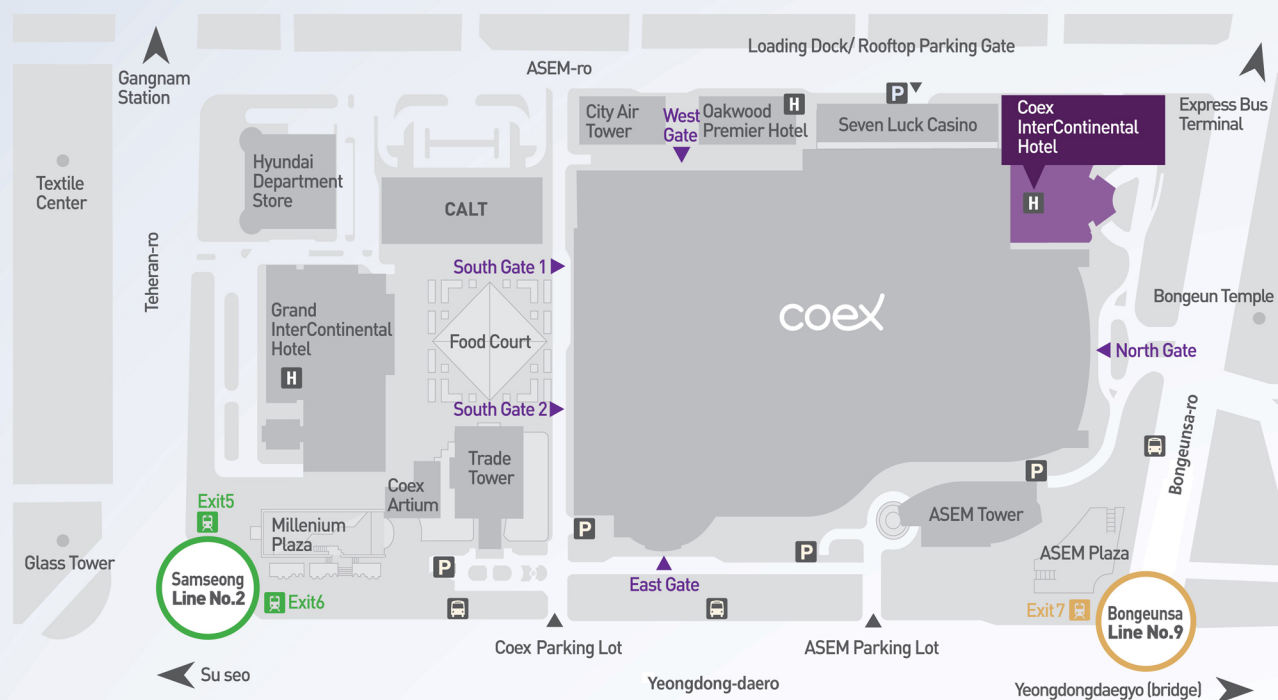 Loading Dock/ Rooftop Parking Gate
ASEM-ro
Gangnam
Station
City Air
Tower
West
Gate
Oakwood
Premier Hotel
H
P
Seven Luck Casino
Coex
InterContinental
Hotel
H
Express Bus
Terminal
Textile
Center
Hyundai
Department
Store
CALT
Teheran-ro
South Gate 1
Grand
InterContinental
Hotel
H
Food Court
coex
Bongeun Temple
North Gate
South Gate 2
Trade
Tower
Coex
Artium
Bongeunsa-ro
P
Exit5
Millenium
Plaza
P
ASEM Tower
P
ASEM Plaza
Glass Tower
Samseong
Line No.2
Exit6
P
East Gate
Exit7
Bongeunsa
Line No.9
Coex Parking Lot
ASEM Parking Lot
Su seo
Yeongdong-daero
Yeongdongdaegyo (bridge)